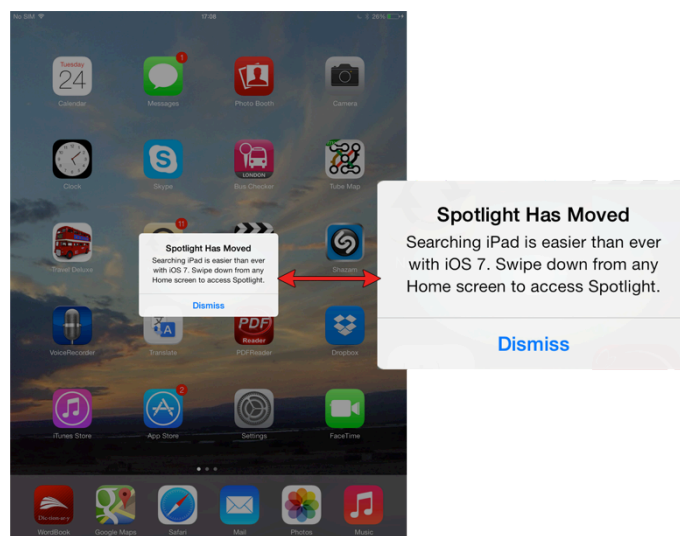 No SIM
17:08
26%
Tuesday
24
1
Calendar
Messages
Photo Booth
Camera
LONDON
Clock
Skype
Bus Checker
Tube Map
11
Travel Deluxe
Shazam
Spotlight Has Moved
Searching iPad is easier than ever
with iOS 7. Swipe down from any
Home screen to access Spotlight.
Dismiss
A
PDF
Reader
VoiceRecorder
Translate
PDFReader
Dropbox
2
iTunes Store
App Store
Settings
FaceTime
Dictionary
WordBook
Google Maps
Safari
Mail
Photos
Music
Spotlight Has Moved
Searching iPad is easier than ever
with iOS 7. Swipe down from any
Home screen to access Spotlight.
Dismiss